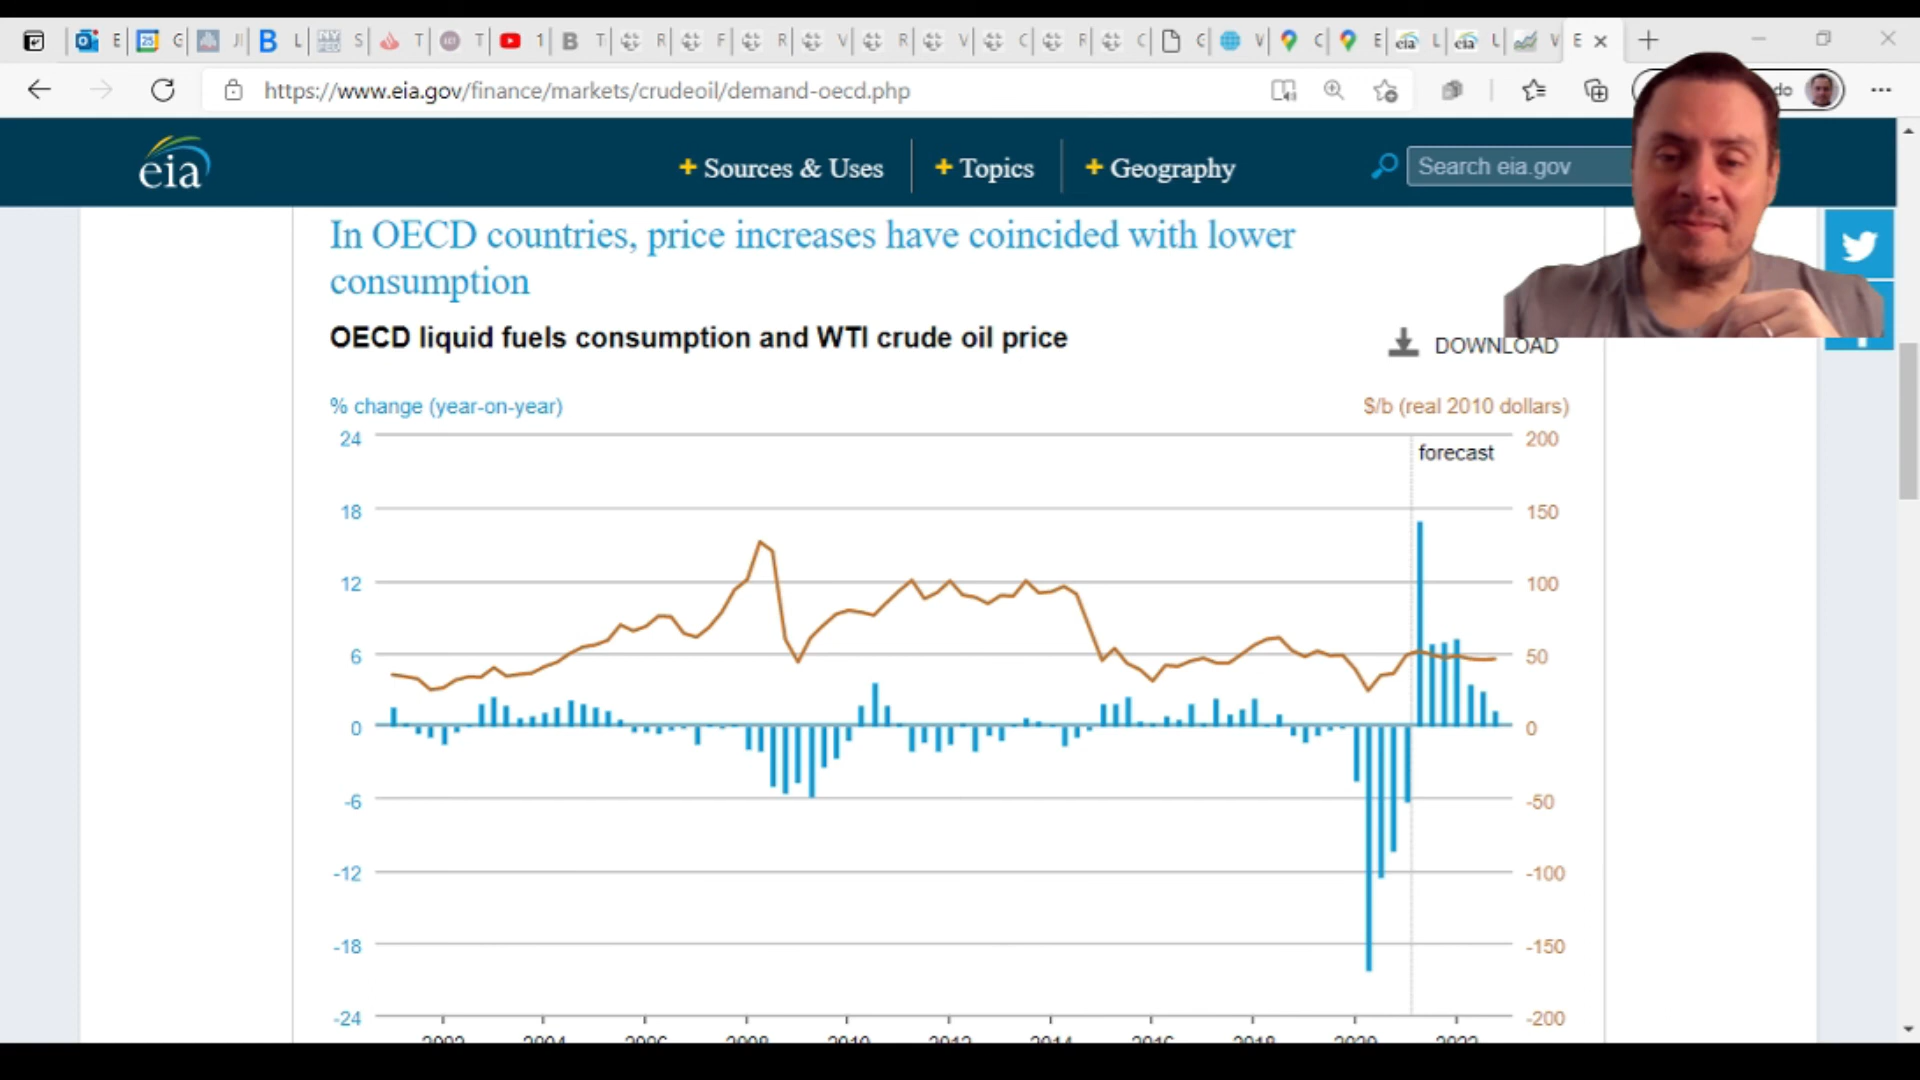 https://www.eia.gov/finance/markets/crudeoil/demand-oecd.php
do
eia
+ Sources & Uses
+ Topics
+ Geography
Search eia.gov
In OECD countries, price increases have coincided with lower
consumption
OECD liquid fuels consumption and WTI crude oil price
DOWNLOAD
% change (year-on-year)
$/b (real 2010 dollars)
forecast
24
200
18
150
12
100
6
50
0
0
-6
-50
-12
-100
-18
-150
-24
-200